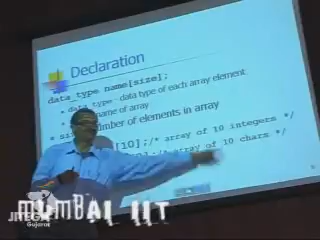 Declaration
data_type name[size];
data_type - data type of each array element
name of array
number of elements in array
[10];/* array of 10 integers */
/* array of 10 chars */
MUMBAI IIT
Gujarat